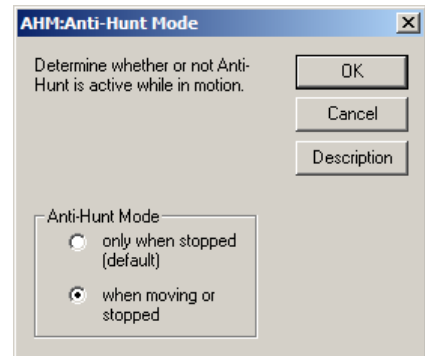 AHM:Anti-Hunt Mode
Determine whether or not Anti-
Hunt is active while in motion.
OK
Cancel
Description
Anti-Hunt Mode
only when stopped
(default)
when moving or
stopped